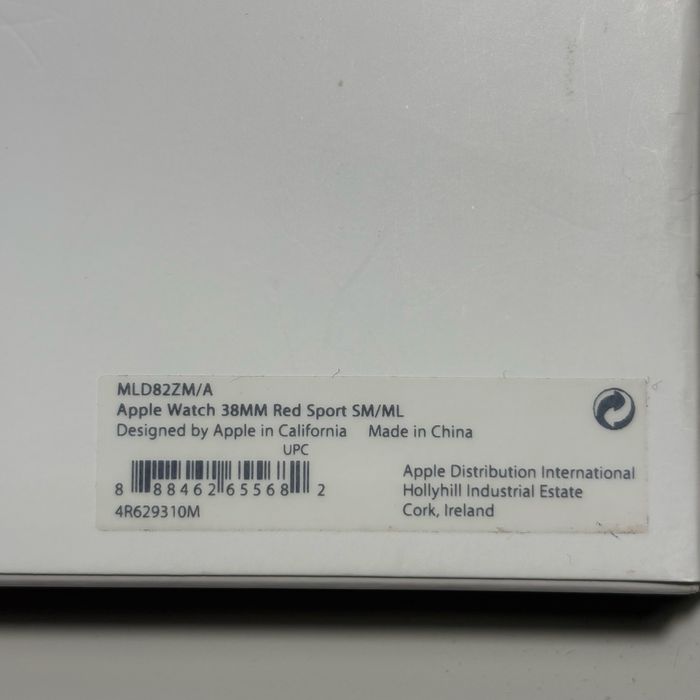 MLD82ZM/A
Apple Watch 38MM Red Sport SM/ML
Designed by Apple in California Made in China
UPC
8 88462 65568 2
4R629310M
Apple Distribution International
Hollyhill Industrial Estate
Cork, Ireland